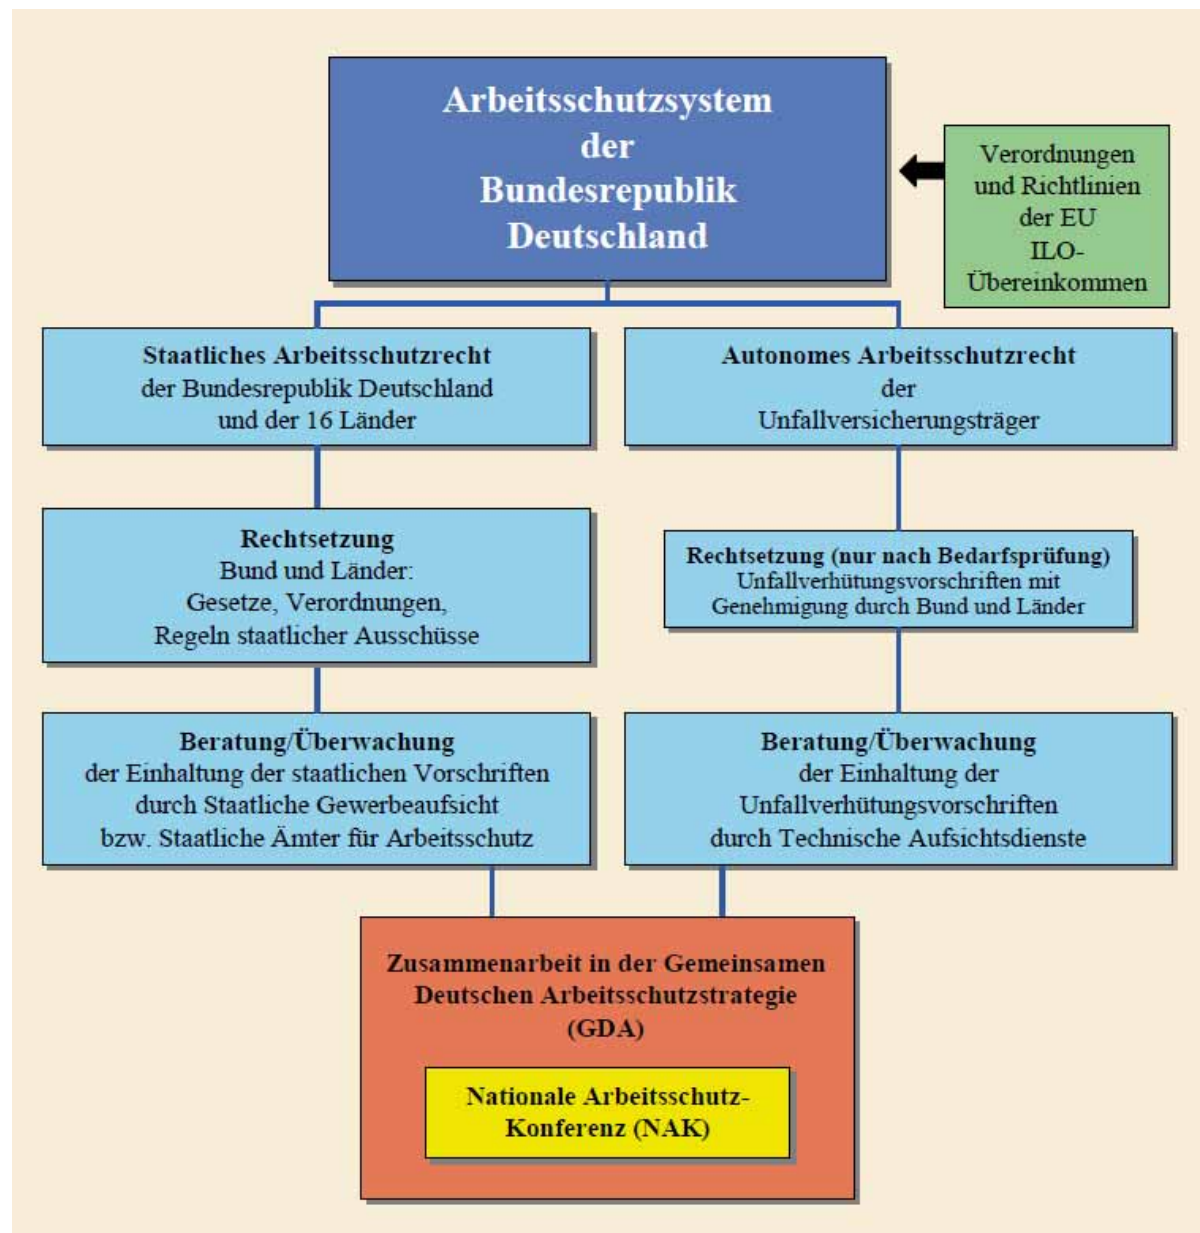 Arbeitsschutzsystem
der
Bundesrepublik
Deutschland
Verordnungen
und Richtlinien
der EU
ILO-
Übereinkommen
Staatliches Arbeitsschutzrecht
der Bundesrepublik Deutschland
und der 16 Länder
Autonomes Arbeitsschutzrecht
der
Unfallversicherungsträger
Rechtsetzung
Bund und Länder:
Gesetze, Verordnungen,
Regeln staatlicher Ausschüsse
Rechtsetzung (nur nach Bedarfsprüfung)
Unfallverhütungsvorschriften mit
Genehmigung durch Bund und Länder
Beratung/Überwachung
der Einhaltung der staatlichen Vorschriften
durch Staatliche Gewerbeaufsicht
bzw. Staatliche Ämter für Arbeitsschutz
Beratung/Überwachung
der Einhaltung der
Unfallverhütungsvorschriften
durch Technische Aufsichtsdienste
Zusammenarbeit in der Gemeinsamen
Deutschen Arbeitsschutzstrategie
(GDA)
Nationale Arbeitsschutz-
Konferenz (NAK)